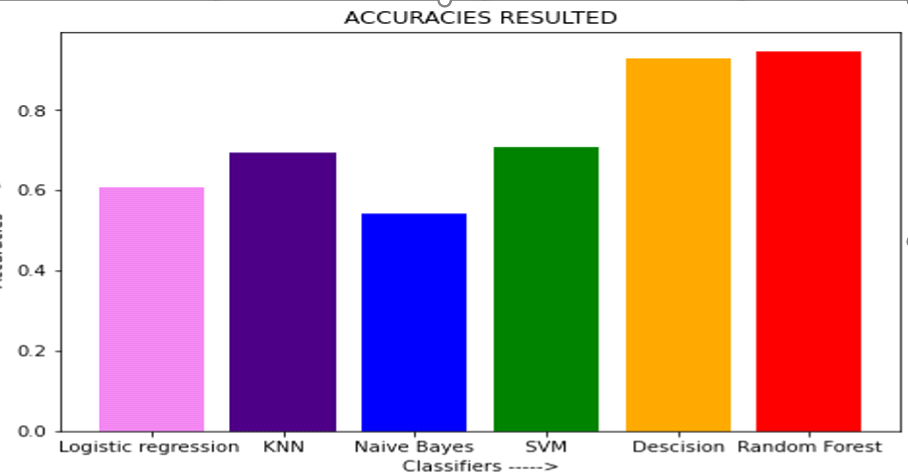 ACCURACIES RESULTED
0.8
0.6
0.4
0.2
0.0
Logistic regression KNN Naive Bayes SVM Descision Random Forest
Classifiers ----->